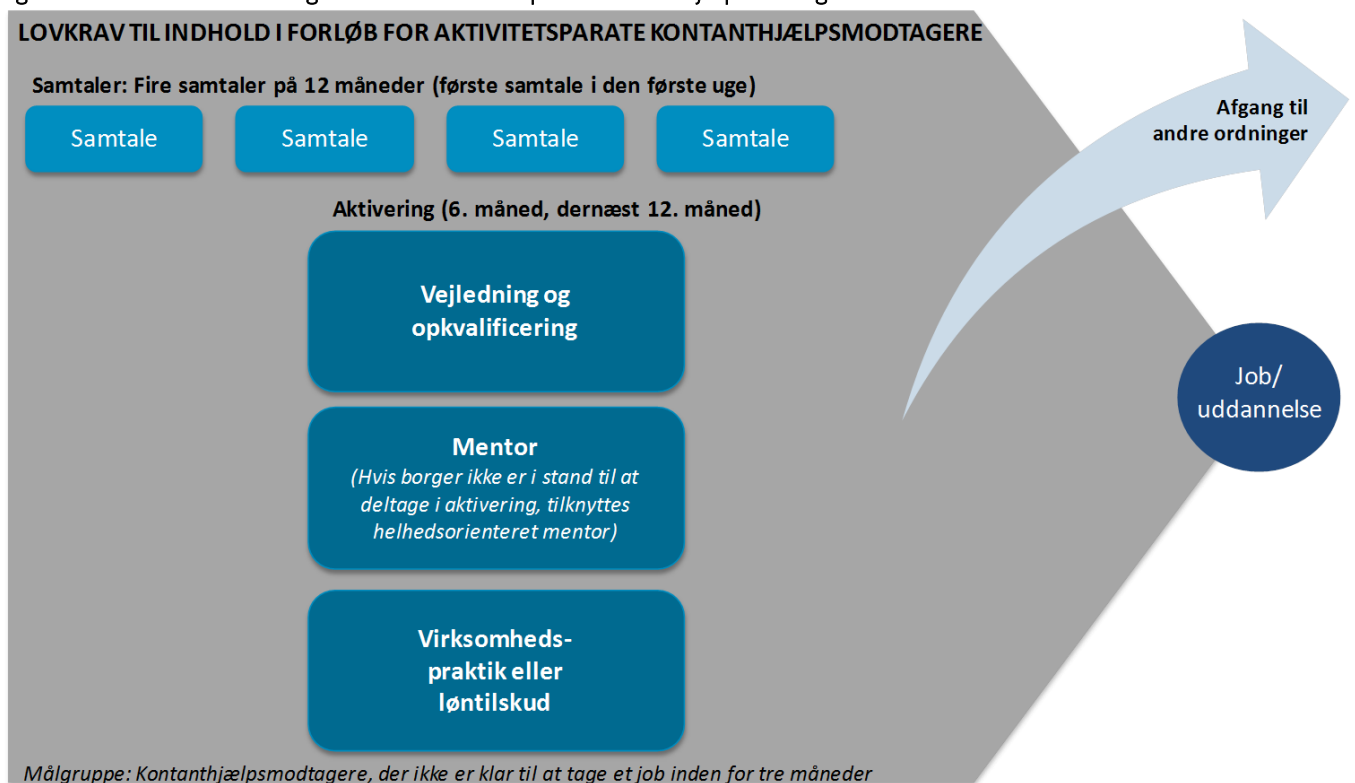 LOVKRAV TIL INDHOLD I FORLØB FOR AKTIVITETSPARATE KONTANTHJÆLPSMODTAGERE
Samtaler: Fire samtaler på 12 måneder (første samtale i den første uge)
Samtale
Samtale
Samtale
Samtale
Afgang til
andre ordninger
Aktivering (6. måned, dernæst 12. måned)
Vejledning og
opkvalificering
Job/
uddannelse
Mentor
(Hvis borger ikke er i stand til at
deltage i aktivering, tilknyttes
helhedsorienteret mentor)
Virksomheds-
praktik eller
løntilskud
Målgruppe: Kontanthjælpsmodtagere, der ikke er klar til at tage et job inden for tre måneder